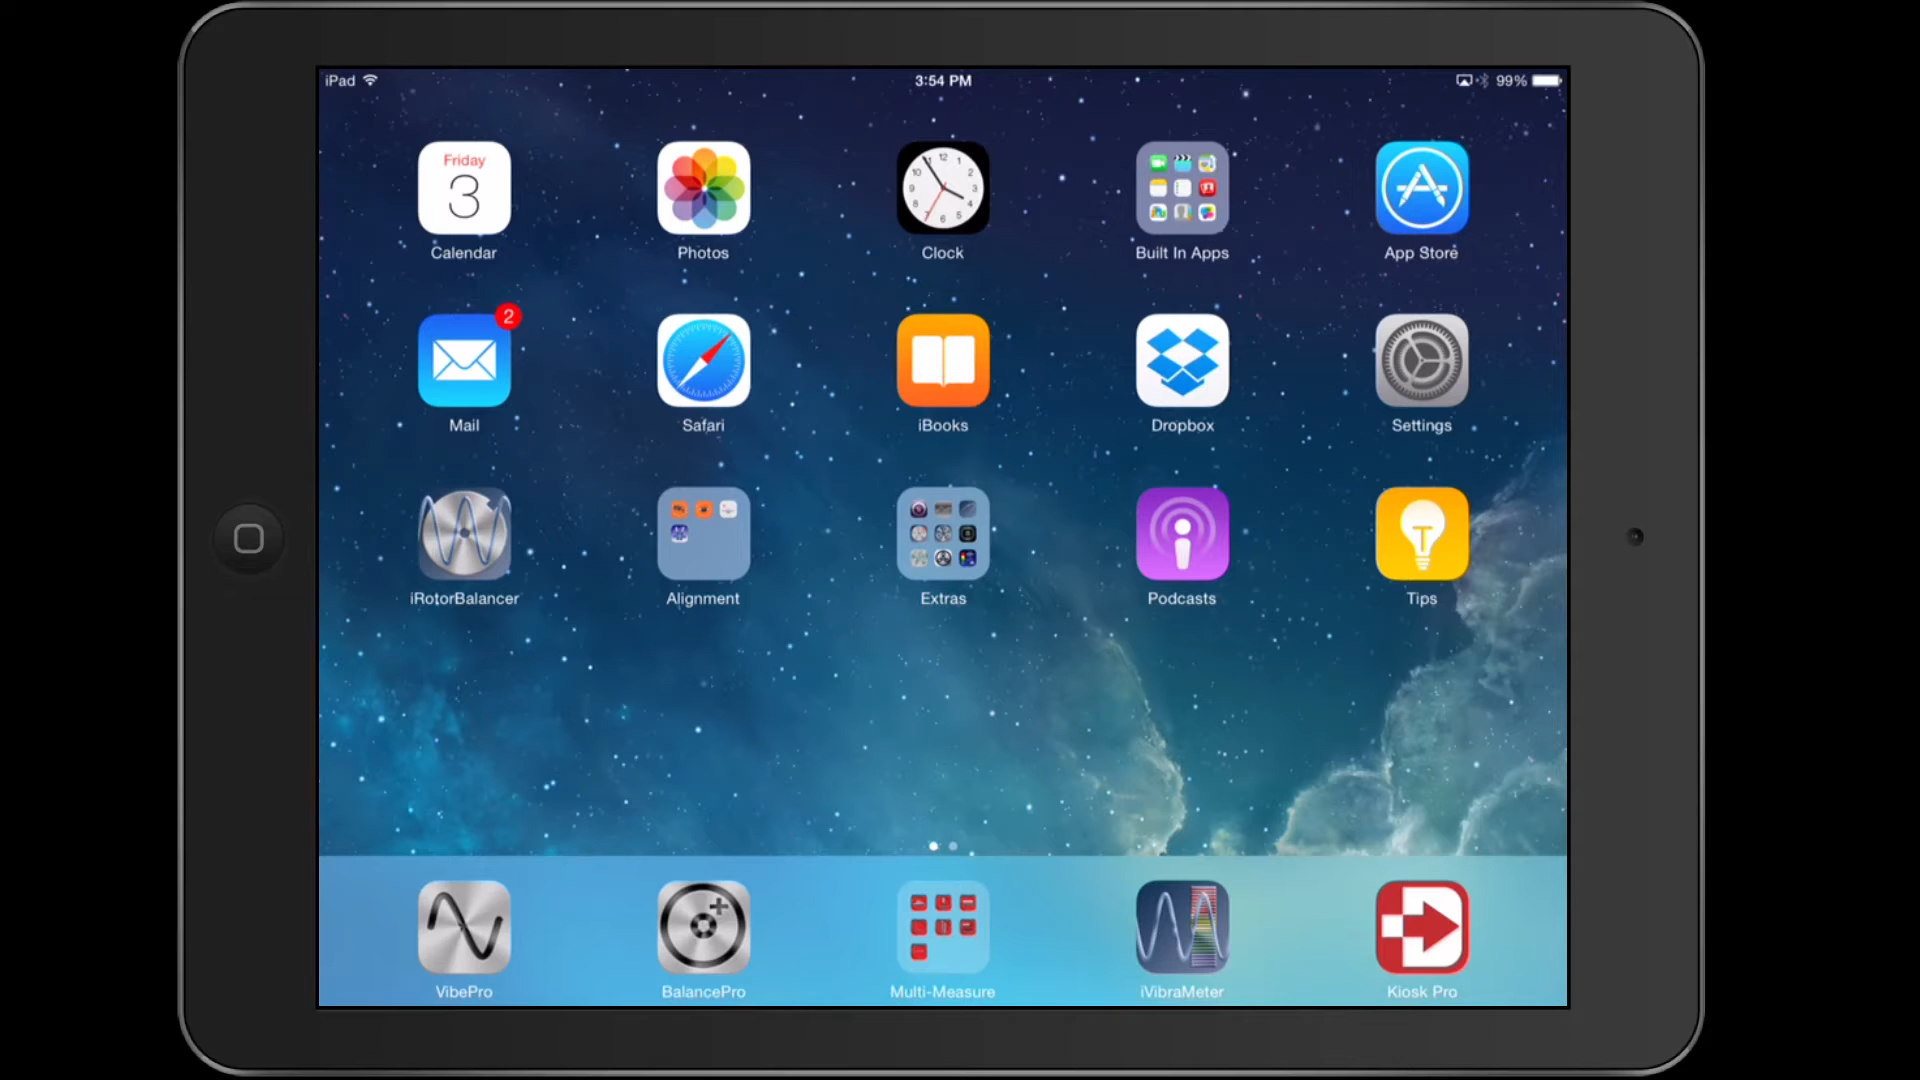 iPad 3:54 PM 99%
Friday
3
Calendar Photos Clock Built In Apps App Store
2
Mail Safari iBooks Dropbox Settings
iRotorBalancer Alignment Extras Podcasts Tips
VibePro BalancePro Multi-Measure iVibraMeter Kiosk Pro